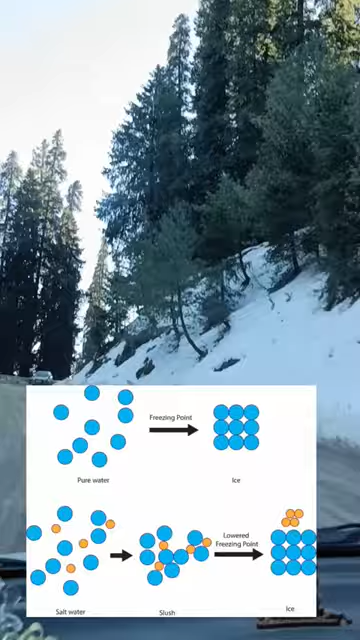 Freezing Point
Pure water
Ice
Lowered
Freezing Point
Salt water
Slush
Ice